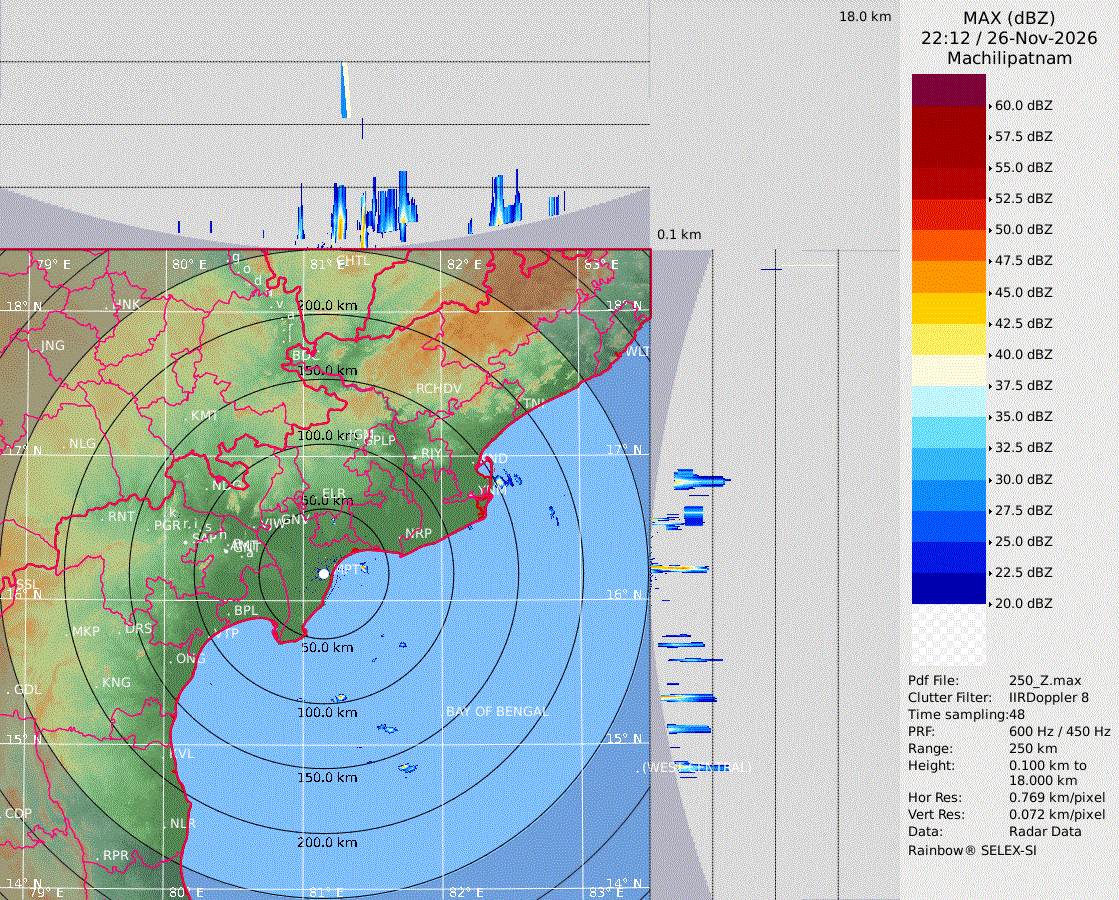 18.0 km
0.1 km
MAX (dBZ)
22:12 / 26-Nov-2026
Machilipatnam
60.0 dBZ
57.5 dBZ
55.0 dBZ
52.5 dBZ
50.0 dBZ
47.5 dBZ
45.0 dBZ
42.5 dBZ
40.0 dBZ
37.5 dBZ
35.0 dBZ
32.5 dBZ
30.0 dBZ
27.5 dBZ
25.0 dBZ
22.5 dBZ
20.0 dBZ
Pdf File: 250_Z.max
Clutter Filter: IIRDoppler 8
Time sampling:48
PRF: 600 Hz / 450 Hz
Range: 250 km
Height: 0.100 km to
18.000 km
Hor Res: 0.769 km/pixel
Vert Res: 0.072 km/pixel
Data: Radar Data
Rainbow® SELEX-SI
79° E
80° E
81° E
CHTL
82° E
83° E
18° N
HNK
200.0 km
18° N
JNG
BDC
WLT
150.0 km
RCHDV
TNI
KMT
100.0 km
GPLP
NLG
17° N
RJY
17° N
ELR
50.0 km
RNT
PGR
VJW
GNV
NRP
SSL
16° N
16° N
BPL
MKP
DRS
50.0 km
ONG
GDL
KNG
100.0 km
BAY OF BENGAL
15° N
15° N
KVL
(WEST CENTRAL)
150.0 km
CDP
NLR
200.0 km
RPR
14° N
14° N
79° E
80° E
81° E
82° E
83° E